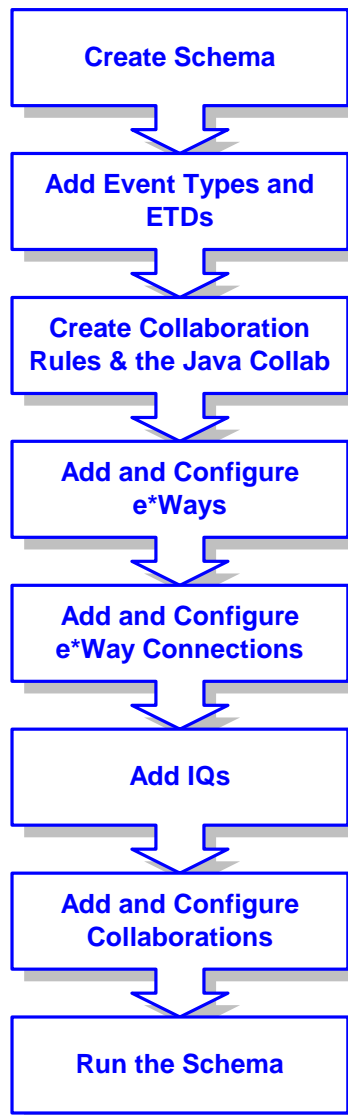 Create Schema
Add Event Types and
ETDs
Create Collaboration
Rules & the Java Collab
Add and Configure
e*Ways
Add and Configure
e*Way Connections
Add IQs
Add and Configure
Collaborations
Run the Schema